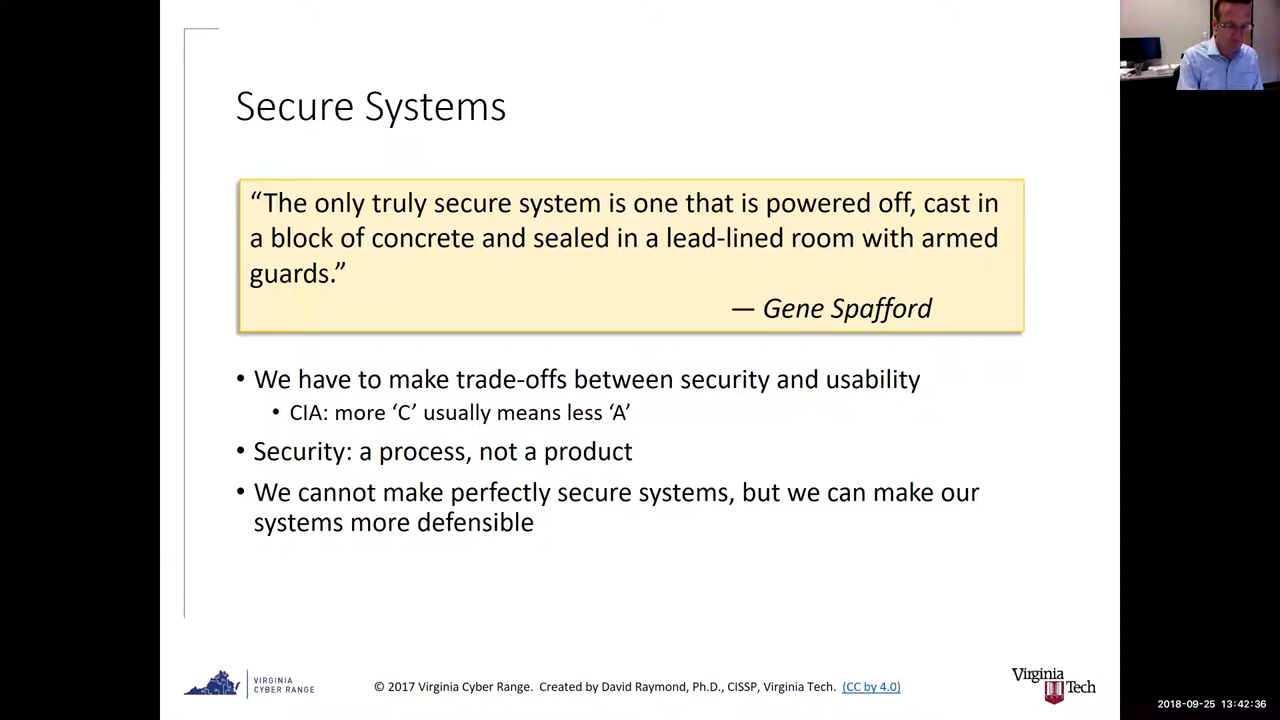 Secure Systems
“The only truly secure system is one that is powered off, cast in
a block of concrete and sealed in a lead-lined room with armed
guards.”
— Gene Spafford
• We have to make trade-offs between security and usability
• CIA: more ‘C’ usually means less ‘A’
• Security: a process, not a product
• We cannot make perfectly secure systems, but we can make our
systems more defensible
VIRGINIA
CYBER RANGE
© 2017 Virginia Cyber Range. Created by David Raymond, Ph.D., CISSP, Virginia Tech. (CC by 4.0)
Virginia
Tech
2018-09-25 13:42:36